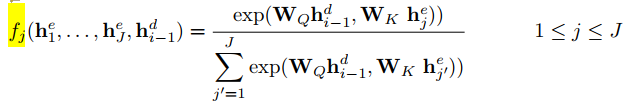 f_j(h^e_1, . . . , h^e_J, h^d_{i−1}) = exp(W_Q h^d_{i−1}, W_K h^e_j)) / \sum_{j′=1}^{J} exp(W_Q h^d_{i−1}, W_K h^e_{j′})) 1 ≤ j ≤ J